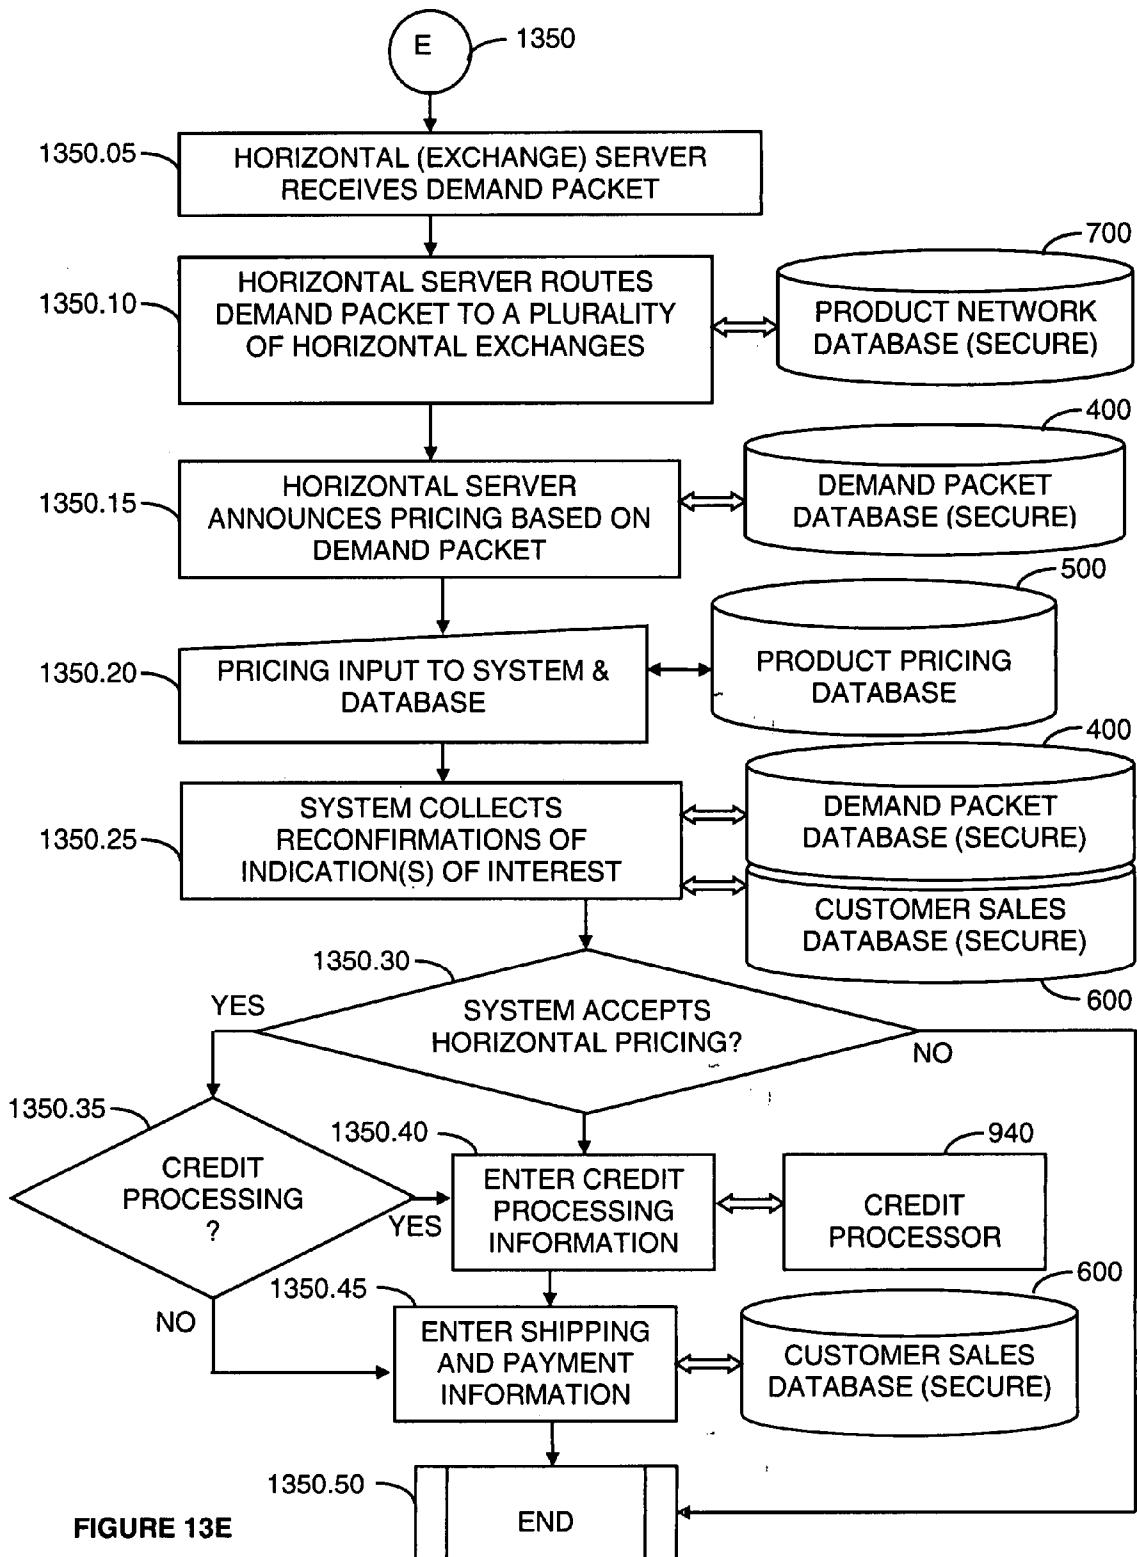 E
1350
1350.05
HORIZONTAL (EXCHANGE) SERVER
RECEIVES DEMAND PACKET
1350.10
HORIZONTAL SERVER ROUTES
DEMAND PACKET TO A PLURALITY
OF HORIZONTAL EXCHANGES
700
PRODUCT NETWORK
DATABASE (SECURE)
1350.15
HORIZONTAL SERVER
ANNOUNCES PRICING BASED ON
DEMAND PACKET
400
DEMAND PACKET
DATABASE (SECURE)
1350.20
PRICING INPUT TO SYSTEM &
DATABASE
500
PRODUCT PRICING
DATABASE
1350.25
SYSTEM COLLECTS
RECONFIRMATIONS OF
INDICATION(S) OF INTEREST
400
DEMAND PACKET
DATABASE (SECURE)
CUSTOMER SALES
DATABASE (SECURE)
600
1350.30
SYSTEM ACCEPTS
HORIZONTAL PRICING?
YES
NO
1350.35
CREDIT
PROCESSING
?
YES
NO
1350.40
ENTER CREDIT
PROCESSING
INFORMATION
940
CREDIT
PROCESSOR
1350.45
ENTER SHIPPING
AND PAYMENT
INFORMATION
600
CUSTOMER SALES
DATABASE (SECURE)
1350.50
END
FIGURE 13E